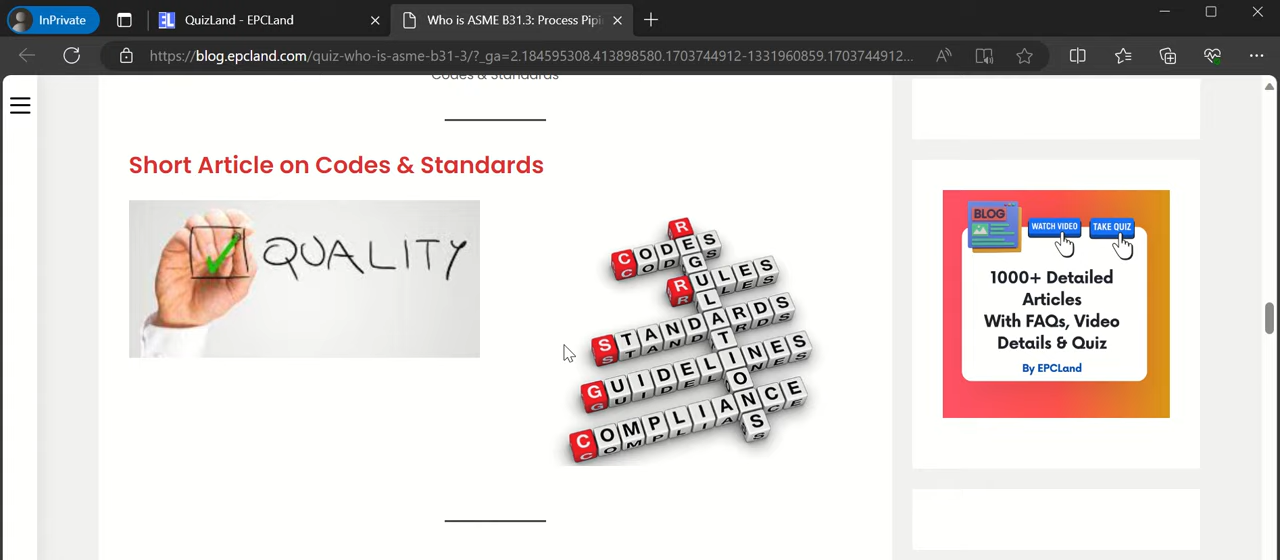 InPrivate
QuizLand - EPCLand
Who is ASME B31.3: Process Pipi
https://blog.epcland.com/quiz-who-is-asme-b31-3/?_ga=2.184595308.413898580.1703744912-1331960859.1703744912...
Codes & Standards
Short Article on Codes & Standards
QUALITY
CODES
RULES
STANDARDS
GUIDELINES
COMPLIANCE
REGULATIONS
BLOG
WATCH VIDEO
TAKE QUIZ
1000+ Detailed
Articles
With FAQs, Video
Details & Quiz
By EPCLand